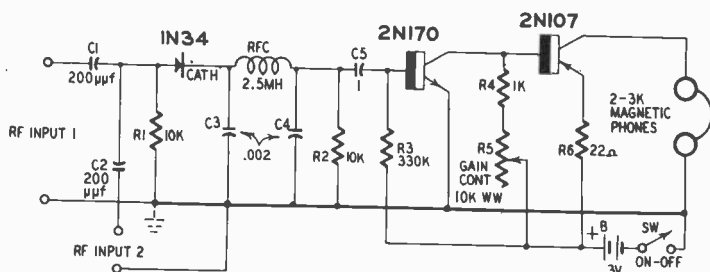 C1
200µµf
1N34
CATH
RFC
2.5MH
C5
1
2N170
2N107
RF INPUT 1
R1
10K
C2
200
µµf
C3
C4
.002
R2
10K
R3
330K
R4
1K
R5
GAIN
CONT
10K WW
R6
22Ω
2-3K
MAGNETIC
PHONES
RF INPUT 2
+
B
3V
SW
ON-OFF